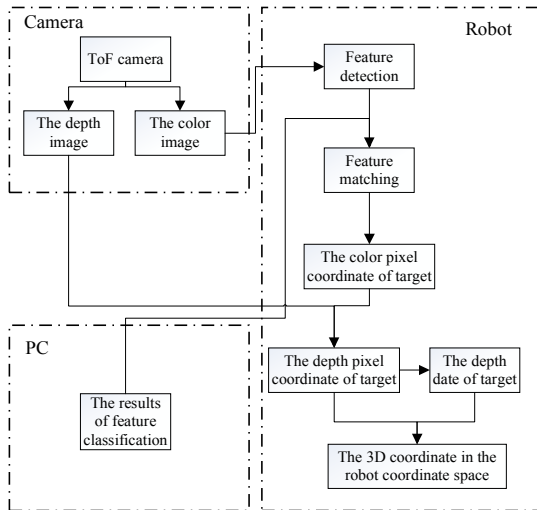 Camera
ToF camera
The depth
image
The color
image
Robot
Feature
detection
Feature
matching
The color pixel
coordinate of target
The depth pixel
coordinate of target
The depth
date of target
The 3D coordinate in the
robot coordinate space
PC
The results
of feature
classification